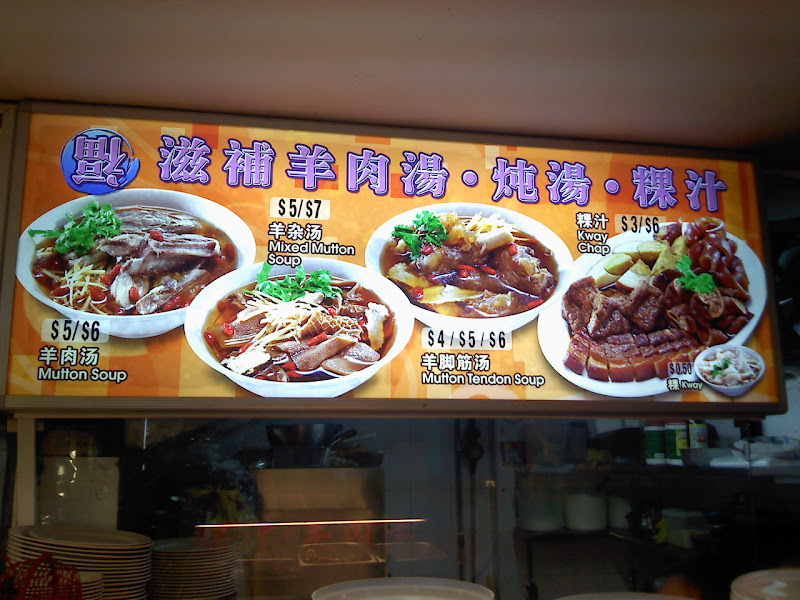 福 滋補羊肉湯·炖湯·粿汁
$5/$6
羊肉汤
Mutton Soup
$5/$7
羊杂汤
Mixed Mutton
Soup
$4/$5/$6
羊脚筋汤
Mutton Tendon Soup
粿汁 $3/$6
Kway
Chap
$0.50
粿 Kway